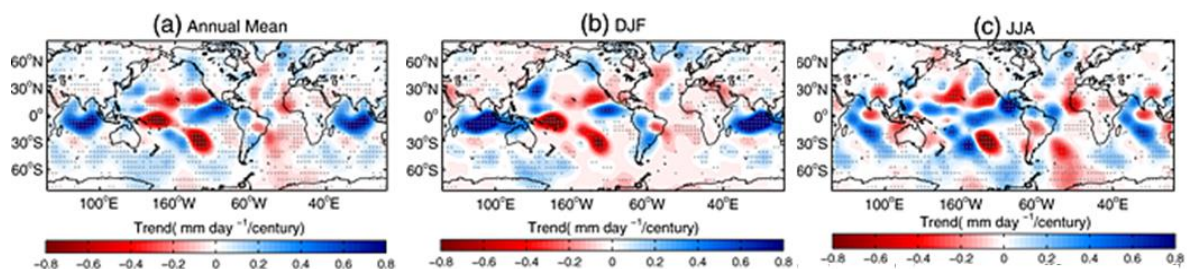 (a) Annual Mean
60°N
30°N
0°
30°S
60°S
100°E 160°W 60°W 40°E
Trend( mm day ⁻¹/century)
−0.8 −0.6 −0.4 −0.2 0 0.2 0.4 0.6 0.8
(b) DJF
60°N
30°N
0°
30°S
60°S
100°E 160°W 60°W 40°E
Trend( mm day ⁻¹/century)
−0.8 −0.6 −0.4 −0.2 0 0.2 0.4 0.6 0.8
(c) JJA
60°N
30°N
0°
30°S
60°S
100°E 160°W 60°W 40°E
Trend( mm day ⁻¹/century)
−0.8 −0.6 −0.4 −0.2 0 0.2 0.4 0.6 0.8